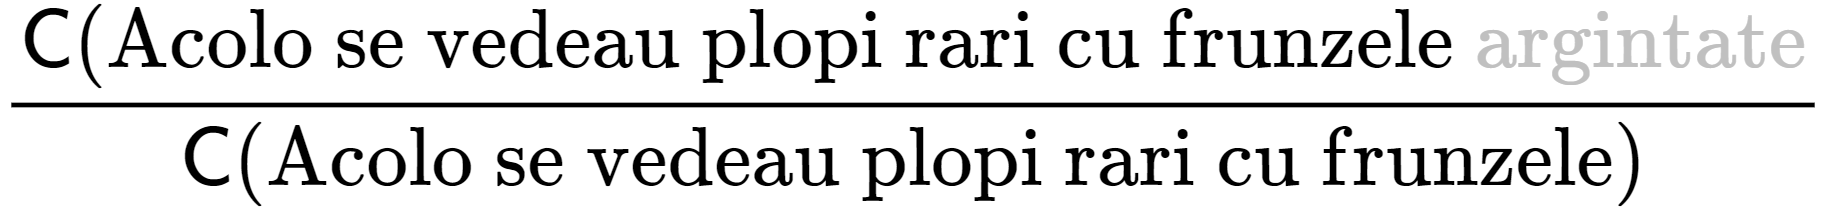 C(Acolo se vedeau plopi rari cu frunzele argintate
C(Acolo se vedeau plopi rari cu frunzele)